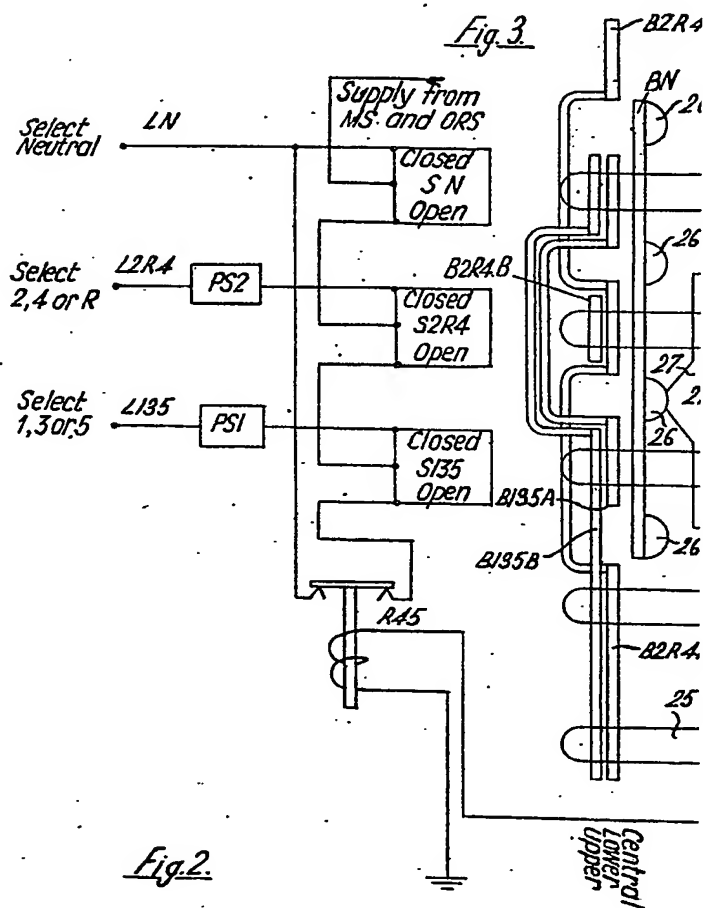 Fig. 3.
B2R4
BN
Supply from
MS and ORS
LN
Select
Neutral
Closed
SN
Open
26
L2R4
PS2
Select
2,4 or R
B2R4B
Closed
S2R4
Open
27
26
L135
PS1
Select
1,3 or 5
Closed
S135
Open
B135A
B135B
26
R45
B2R4
25
Fig. 2.
Central
Lower
Upper